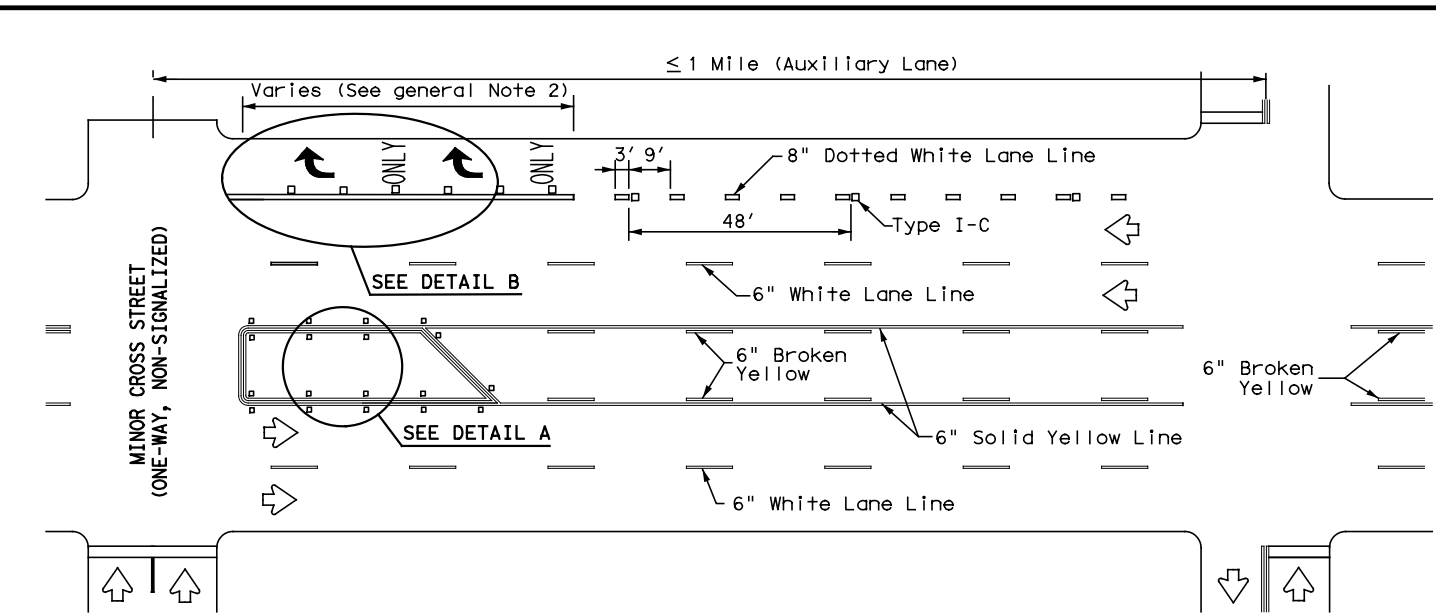 ≤ 1 Mile (Auxiliary Lane)
Varies (See general Note 2)
ONLY
ONLY
3' 9'
8" Dotted White Lane Line
48'
Type I-C
SEE DETAIL B
6" White Lane Line
MINOR CROSS STREET
(ONE-WAY, NON-SIGNALIZED)
6" Broken
Yellow
6" Broken
Yellow
SEE DETAIL A
6" Solid Yellow Line
6" White Lane Line